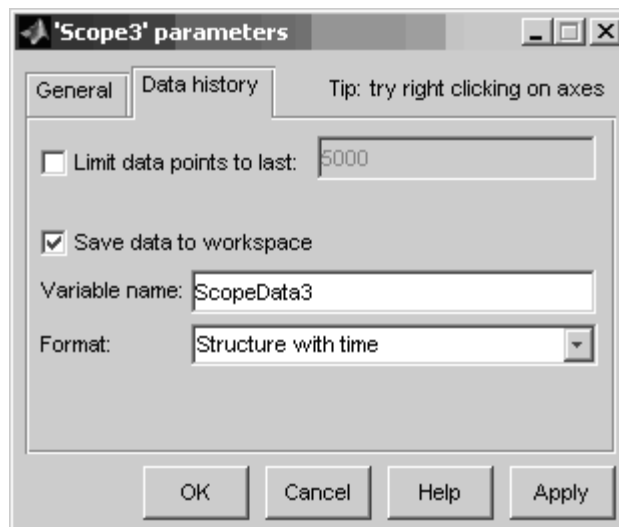 'Scope3' parameters
General Data history Tip: try right clicking on axes
Limit data points to last: 5000
Save data to workspace
Variable name: ScopeData3
Format: Structure with time
OK Cancel Help Apply